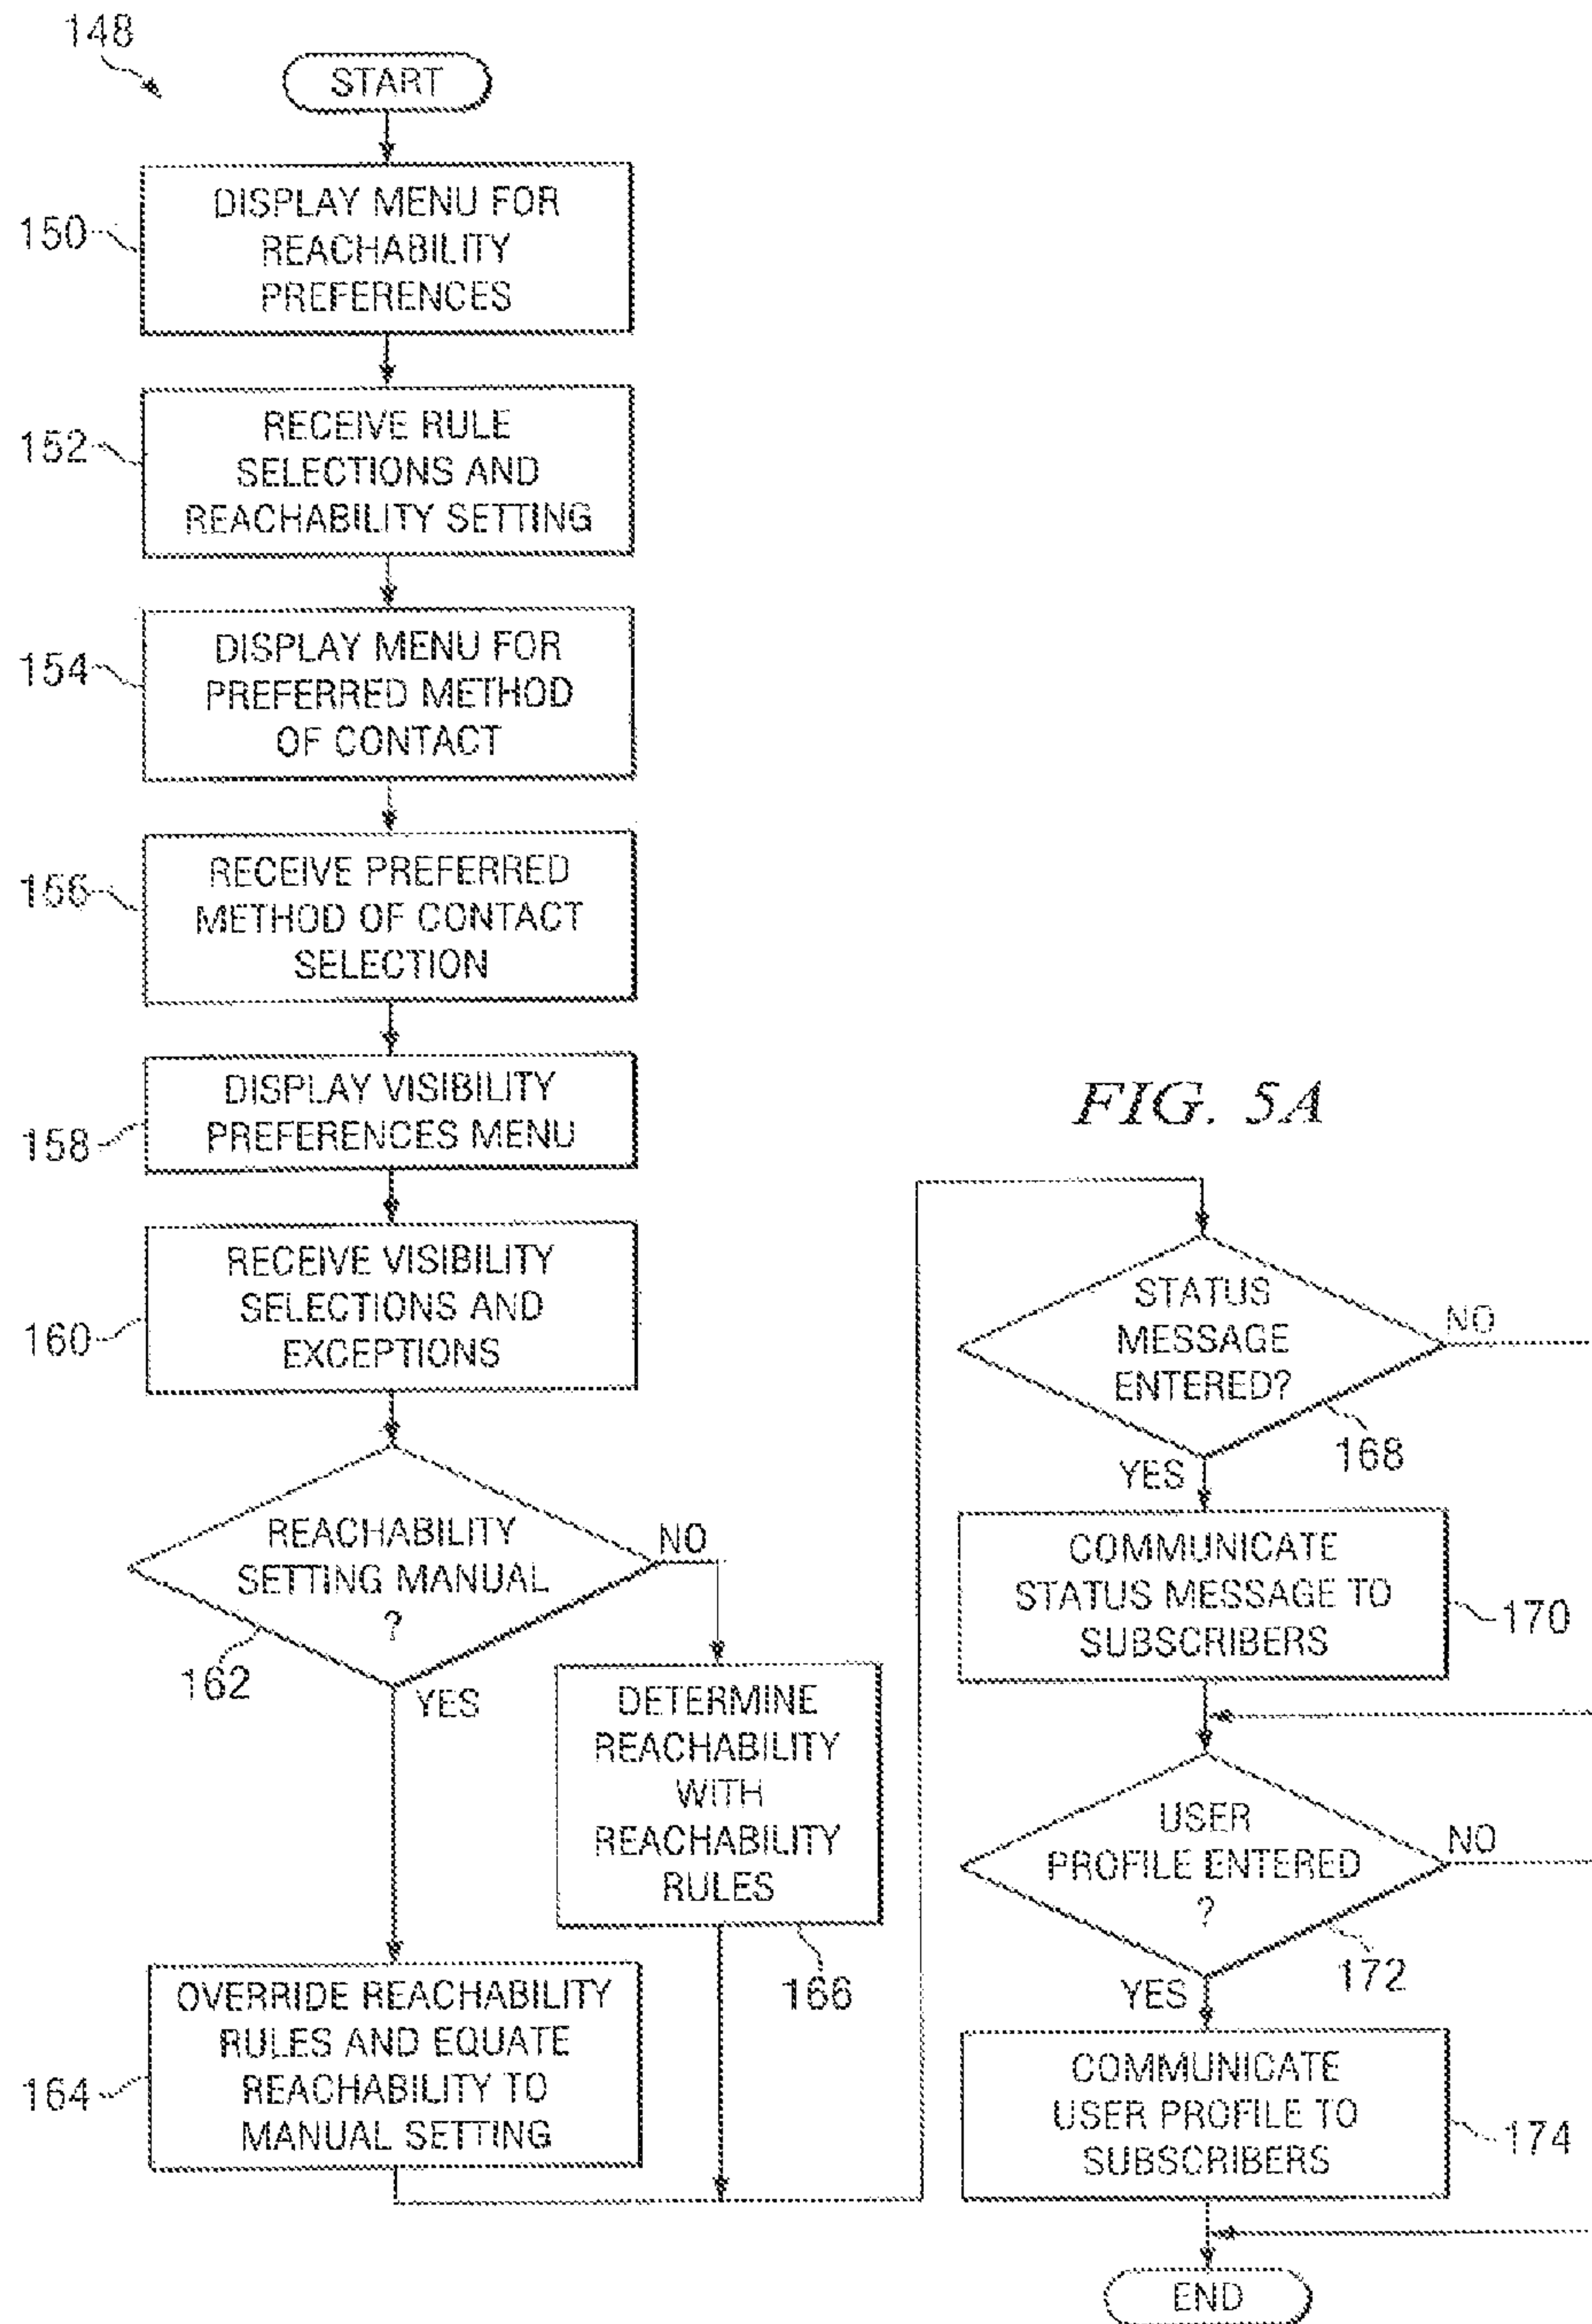 148
START
150
DISPLAY MENU FOR
REACHABILITY
PREFERENCES
152
RECEIVE RULE
SELECTIONS AND
REACHABILITY SETTING
154
DISPLAY MENU FOR
PREFERRED METHOD
OF CONTACT
156
RECEIVE PREFERRED
METHOD OF CONTACT
SELECTION
158
DISPLAY VISIBILITY
PREFERENCES MENU
160
RECEIVE VISIBILITY
SELECTIONS AND
EXCEPTIONS
REACHABILITY
SETTING MANUAL
?
NO
162
YES
DETERMINE
REACHABILITY
WITH
REACHABILITY
RULES
166
164
OVERRIDE REACHABILITY
RULES AND EQUATE
REACHABILITY TO
MANUAL SETTING
FIG. 5A
STATUS
MESSAGE
ENTERED?
NO
168
YES
COMMUNICATE
STATUS MESSAGE TO
SUBSCRIBERS
170
USER
PROFILE ENTERED
?
NO
172
YES
COMMUNICATE
USER PROFILE TO
SUBSCRIBERS
174
END